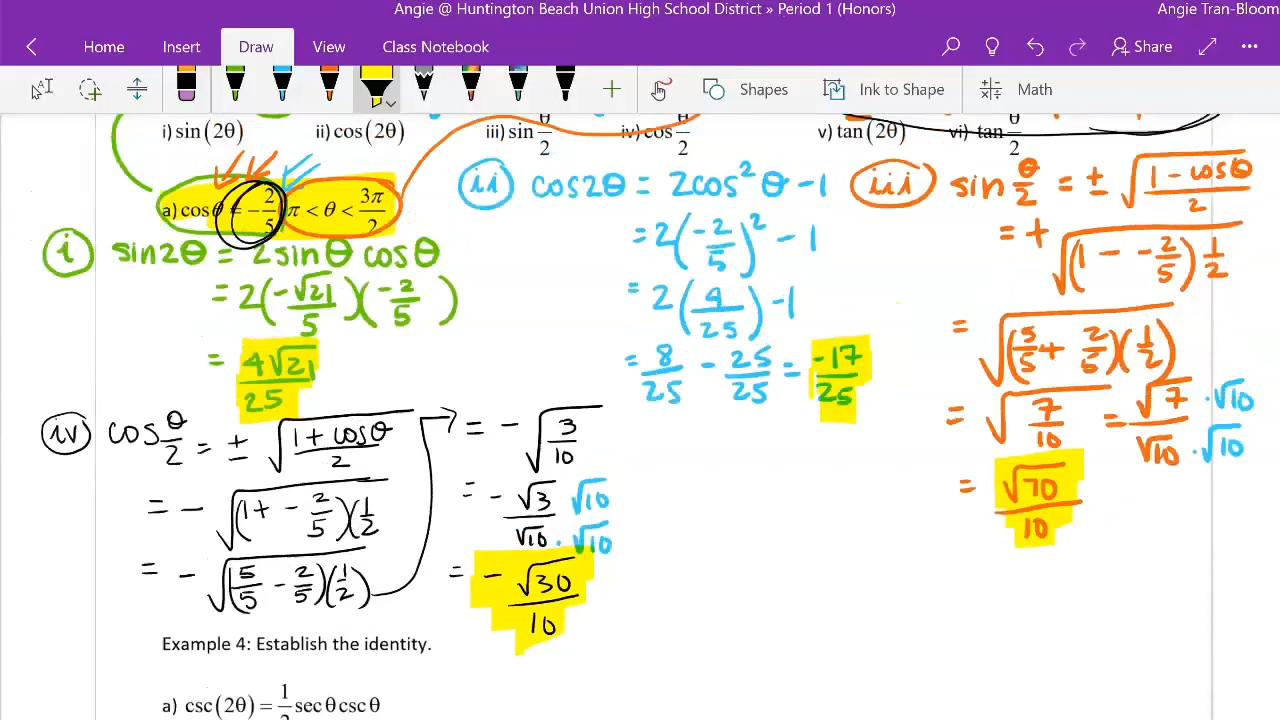 Angie @ Huntington Beach Union High School District » Period 1 (Honors)
Angie Tran-Bloom
Home Insert Draw View Class Notebook
Share
Shapes Ink to Shape Math
i) sin(2θ) ii) cos(2θ) iii) sin θ/2 iv) cos θ/2 v) tan(2θ) vi) tan θ/2
a) cosθ = -2/5, π < θ < 3π/2
i sin2θ = 2sinθ cosθ
= 2(-√21/5)(-2/5)
= 4√21/25
ii cos2θ = 2cos²θ - 1
= 2(-2/5)² - 1
= 2(4/25) - 1
= 8/25 - 25/25 = -17/25
iii sin θ/2 = ± √(1 - cosθ/2)
= + √(1 - -2/5)1/2
= √(5/5 + 2/5)(1/2)
= √7/10 = √7/√10 · √10/√10
= √70/10
iv cos θ/2 = ± √(1 + cosθ/2)
= - √(1 + -2/5)(1/2
= - √(5/5 - 2/5)(1/2)
= - √3/10
= - √3/√10 · √10/√10
= - √30/10
Example 4: Establish the identity.
a) csc(2θ) = 1/2 secθcscθ